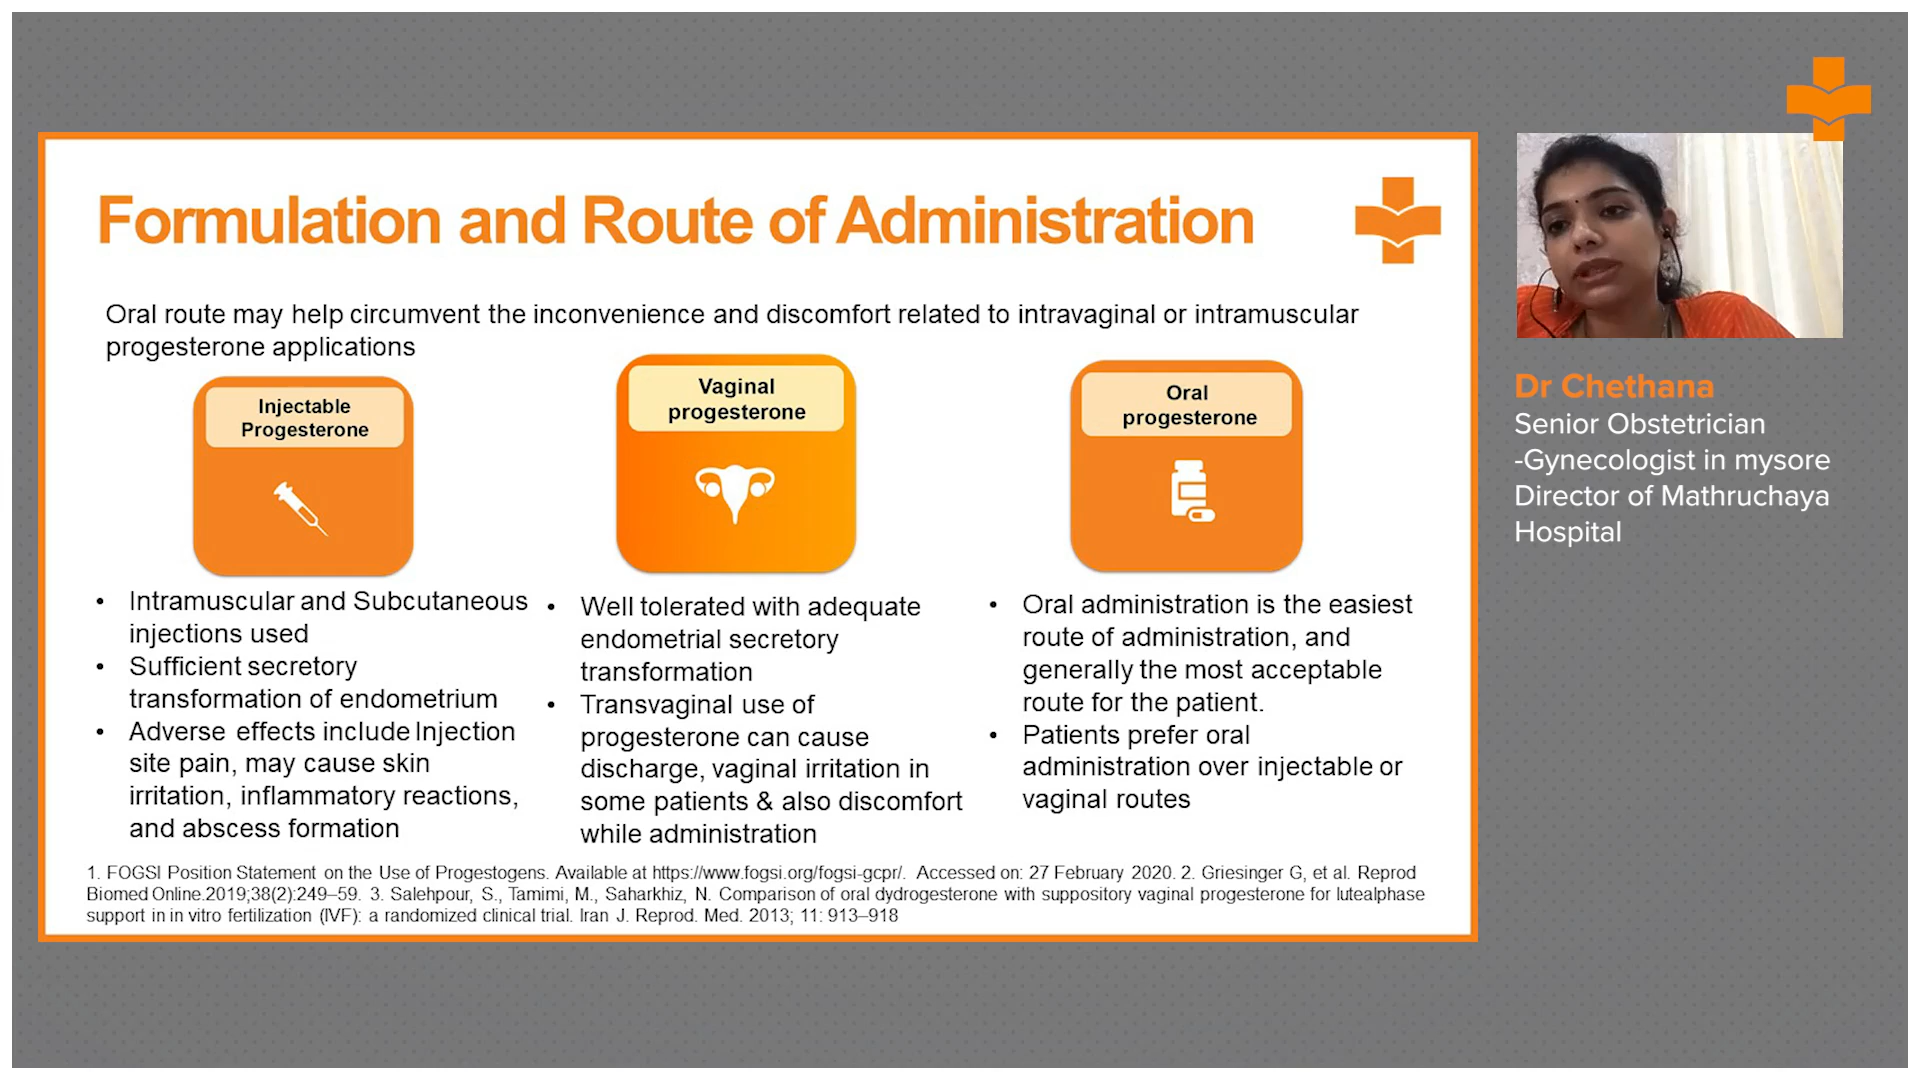 Formulation and Route of Administration
Oral route may help circumvent the inconvenience and discomfort related to intravaginal or intramuscular
progesterone applications
Injectable
Progesterone
• Intramuscular and Subcutaneous
injections used
• Sufficient secretory
transformation of endometrium
• Adverse effects include Injection
site pain, may cause skin
irritation, inflammatory reactions,
and abscess formation
Vaginal
progesterone
• Well tolerated with adequate
endometrial secretory
transformation
• Transvaginal use of
progesterone can cause
discharge, vaginal irritation in
some patients & also discomfort
while administration
Oral
progesterone
• Oral administration is the easiest
route of administration, and
generally the most acceptable
route for the patient.
• Patients prefer oral
administration over injectable or
vaginal routes
1. FOGSI Position Statement on the Use of Progestogens. Available at https://www.fogsi.org/fogsi-gcpr/. Accessed on: 27 February 2020. 2. Griesinger G, et al. Reprod
Biomed Online.2019;38(2):249–59. 3. Salehpour, S., Tamimi, M., Saharkhiz, N. Comparison of oral dydrogesterone with suppository vaginal progesterone for lutealphase
support in in vitro fertilization (IVF): a randomized clinical trial. Iran J. Reprod. Med. 2013; 11: 913–918
Dr Chethana
Senior Obstetrician
-Gynecologist in mysore
Director of Mathruchaya
Hospital